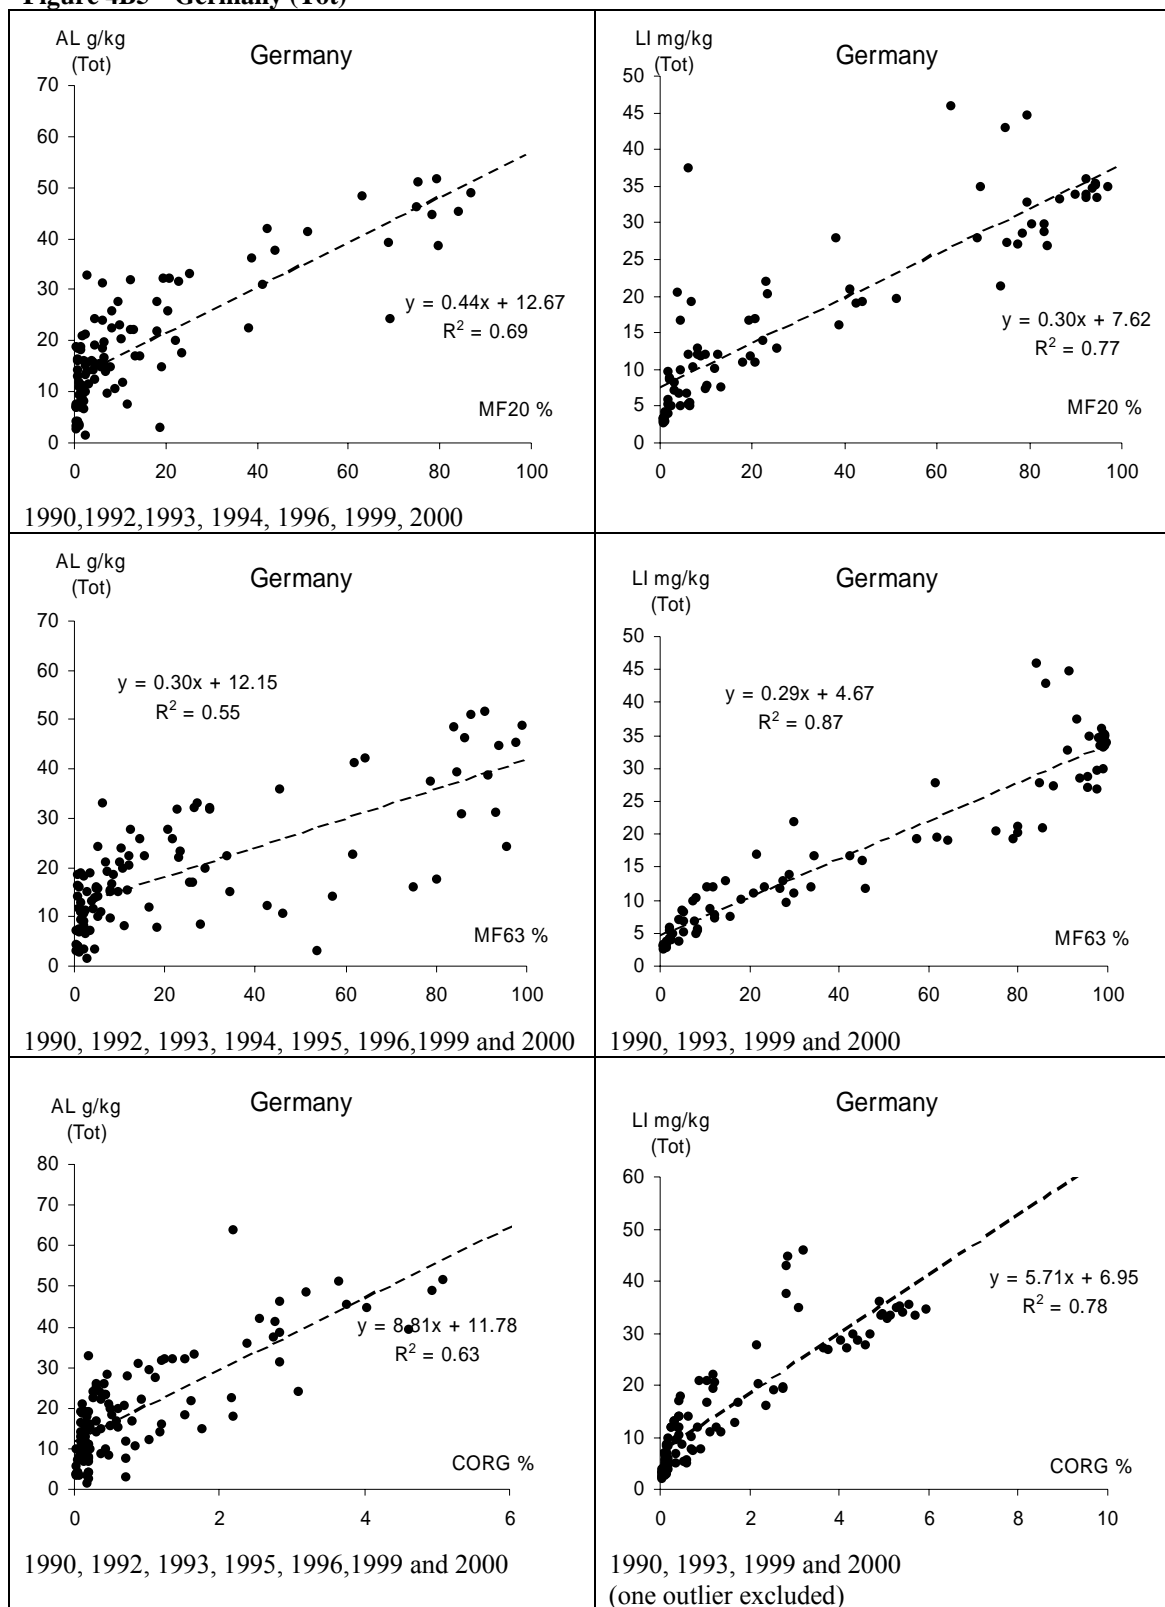 Figure 4B5 Germany (Tot)
AL g/kg
(Tot)
Germany
70
60
50
40
30
20
10
0
y = 0.44x + 12.67
R² = 0.69
MF20 %
0 20 40 60 80 100
1990,1992,1993, 1994, 1996, 1999, 2000
LI mg/kg
(Tot)
Germany
50
45
40
35
30
25
20
15
10
5
0
y = 0.30x + 7.62
R² = 0.77
MF20 %
0 20 40 60 80 100
AL g/kg
(Tot)
Germany
70
60
50
40
30
20
10
0
y = 0.30x + 12.15
R² = 0.55
MF63 %
0 20 40 60 80 100
1990, 1992, 1993, 1994, 1995, 1996,1999 and 2000
LI mg/kg
(Tot)
Germany
50
45
40
35
30
25
20
15
10
5
0
y = 0.29x + 4.67
R² = 0.87
MF63 %
0 20 40 60 80 100
1990, 1993, 1999 and 2000
AL g/kg
(Tot)
Germany
80
70
60
50
40
30
20
10
0
y = 8.81x + 11.78
R² = 0.63
CORG %
0 2 4 6
1990, 1992, 1993, 1995, 1996,1999 and 2000
LI mg/kg
(Tot)
Germany
60
50
40
30
20
10
0
y = 5.71x + 6.95
R² = 0.78
CORG %
0 2 4 6 8 10
1990, 1993, 1999 and 2000
(one outlier excluded)